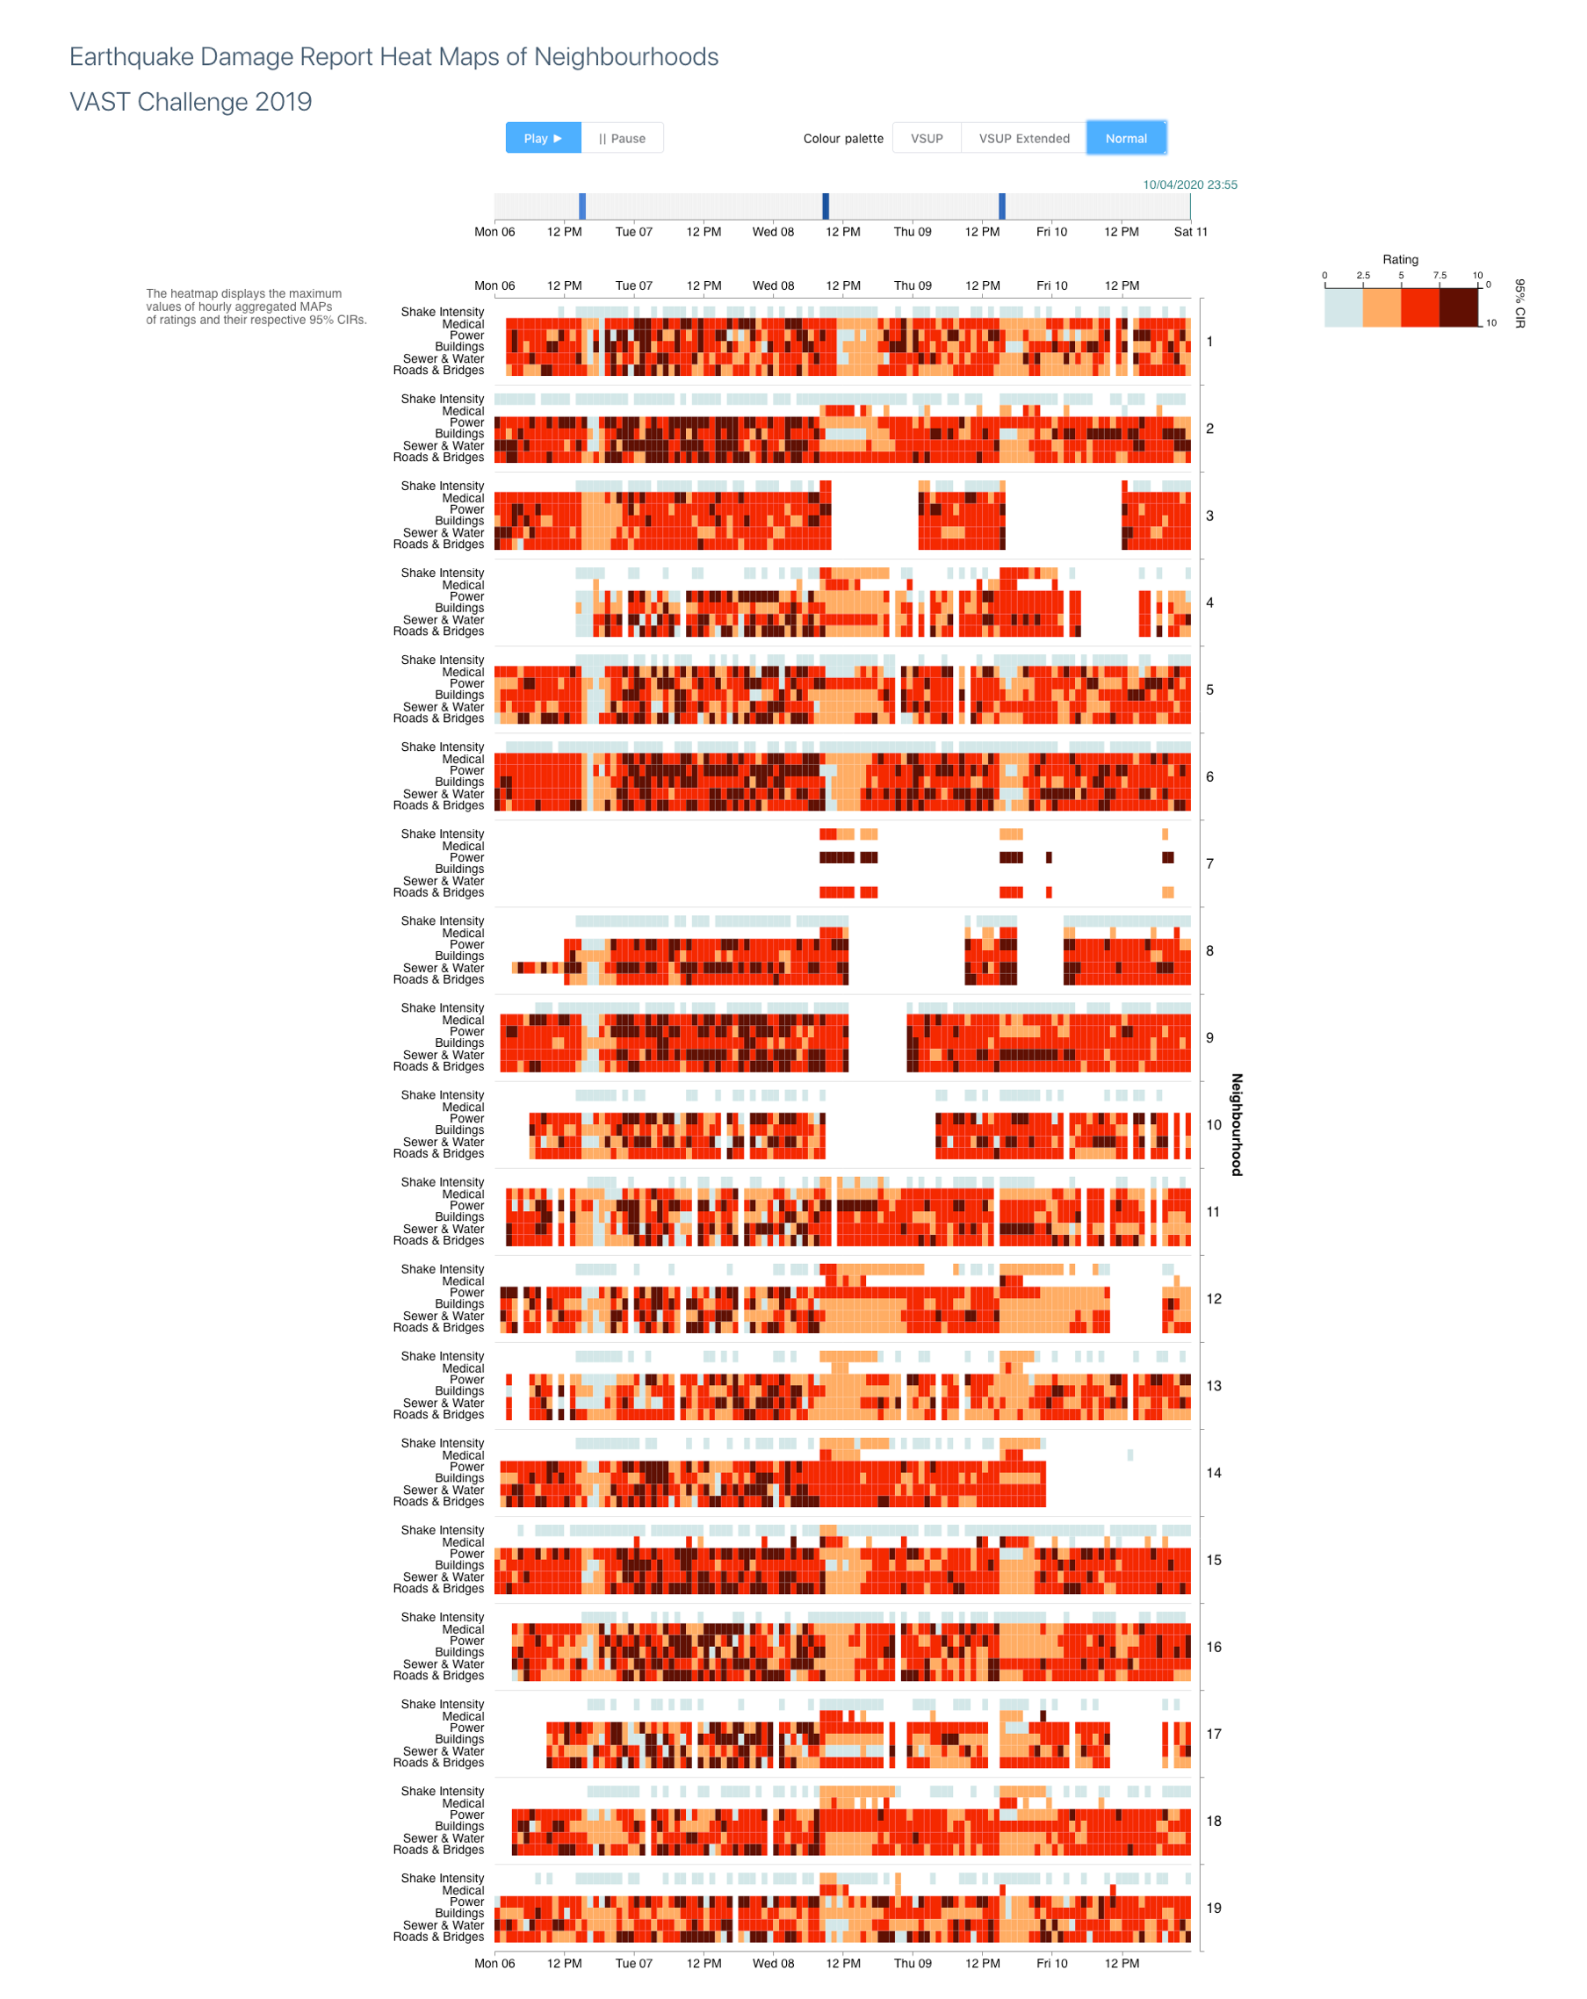 Earthquake Damage Report Heat Maps of Neighbourhoods
VAST Challenge 2019
Play ▶ || Pause Colour palette VSUP VSUP Extended Normal
10/04/2020 23:55
Mon 06 12 PM Tue 07 12 PM Wed 08 12 PM Thu 09 12 PM Fri 10 12 PM Sat 11
Rating
0 2.5 5 7.5 10
0
10
95% CIR
The heatmap displays the maximum
values of hourly aggregated MAPs
of ratings and their respective 95% CIRs.
Mon 06 12 PM Tue 07 12 PM Wed 08 12 PM Thu 09 12 PM Fri 10 12 PM
Shake Intensity
Medical
Power
Buildings
Sewer & Water
Roads & Bridges
1
Shake Intensity
Medical
Power
Buildings
Sewer & Water
Roads & Bridges
2
Shake Intensity
Medical
Power
Buildings
Sewer & Water
Roads & Bridges
3
Shake Intensity
Medical
Power
Buildings
Sewer & Water
Roads & Bridges
4
Shake Intensity
Medical
Power
Buildings
Sewer & Water
Roads & Bridges
5
Shake Intensity
Medical
Power
Buildings
Sewer & Water
Roads & Bridges
6
Shake Intensity
Medical
Power
Buildings
Sewer & Water
Roads & Bridges
7
Shake Intensity
Medical
Power
Buildings
Sewer & Water
Roads & Bridges
8
Shake Intensity
Medical
Power
Buildings
Sewer & Water
Roads & Bridges
9
Shake Intensity
Medical
Power
Buildings
Sewer & Water
Roads & Bridges
10
Neighbourhood
Shake Intensity
Medical
Power
Buildings
Sewer & Water
Roads & Bridges
11
Shake Intensity
Medical
Power
Buildings
Sewer & Water
Roads & Bridges
12
Shake Intensity
Medical
Power
Buildings
Sewer & Water
Roads & Bridges
13
Shake Intensity
Medical
Power
Buildings
Sewer & Water
Roads & Bridges
14
Shake Intensity
Medical
Power
Buildings
Sewer & Water
Roads & Bridges
15
Shake Intensity
Medical
Power
Buildings
Sewer & Water
Roads & Bridges
16
Shake Intensity
Medical
Power
Buildings
Sewer & Water
Roads & Bridges
17
Shake Intensity
Medical
Power
Buildings
Sewer & Water
Roads & Bridges
18
Shake Intensity
Medical
Power
Buildings
Sewer & Water
Roads & Bridges
19
Mon 06 12 PM Tue 07 12 PM Wed 08 12 PM Thu 09 12 PM Fri 10 12 PM